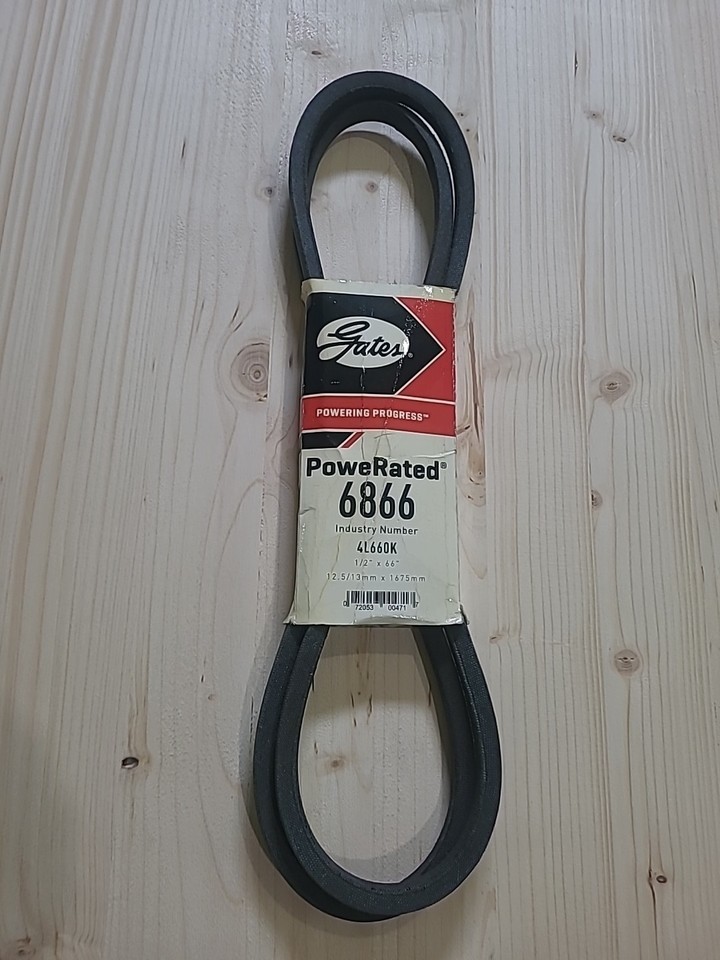 Gates®
POWERING PROGRESS™
PoweRated®
6866
Industry Number
4L660K
1/2" x 66"
12.5/13mm x 1675mm
0 72053 00471 7